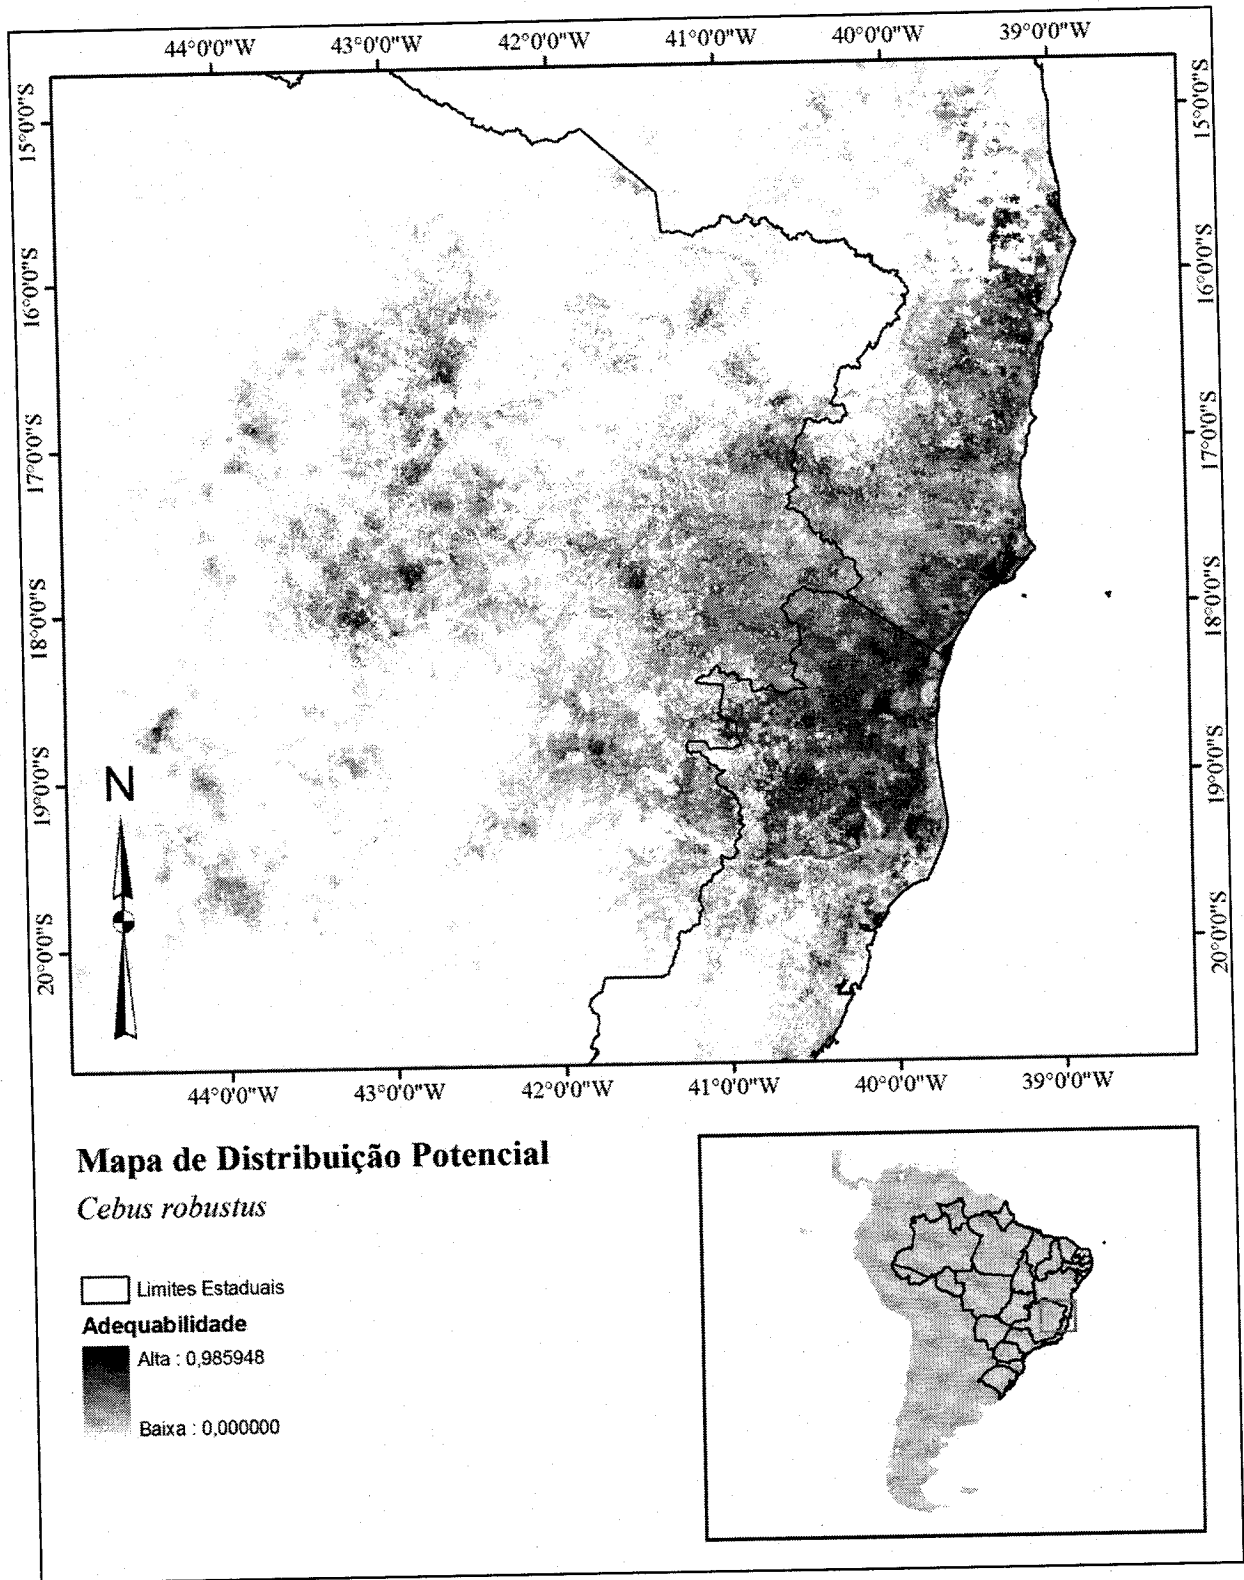 44°0'0"W 43°0'0"W 42°0'0"W 41°0'0"W 40°0'0"W 39°0'0"W
15°0'0"S
16°0'0"S
17°0'0"S
18°0'0"S
19°0'0"S
20°0'0"S
15°0'0"S
16°0'0"S
17°0'0"S
18°0'0"S
19°0'0"S
20°0'0"S
N
44°0'0"W 43°0'0"W 42°0'0"W 41°0'0"W 40°0'0"W 39°0'0"W
Mapa de Distribuição Potencial
Cebus robustus
Limites Estaduais
Adequabilidade
Alta : 0,985948
Baixa : 0,000000